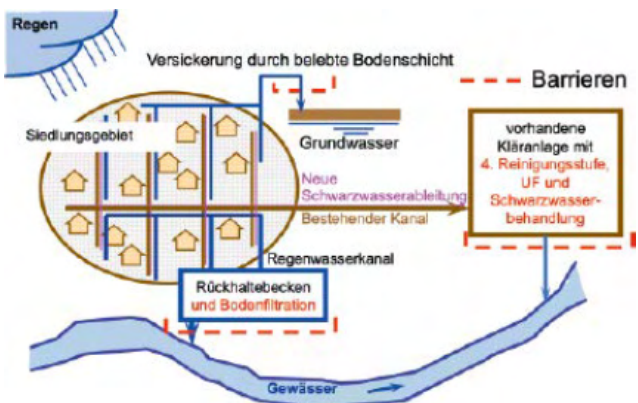 Regen
Versickerung durch belebte Bodenschicht
Barrieren
Siedlungsgebiet
Grundwasser
vorhandene
Kläranlage mit
4. Reinigungsstufe,
UF und
Schwarzwasser-
behandlung
Neue
Schwarzwasserableitung
Bestehender Kanal
Regenwasserkanal
Rückhaltebecken
und Bodenfiltration
Gewässer